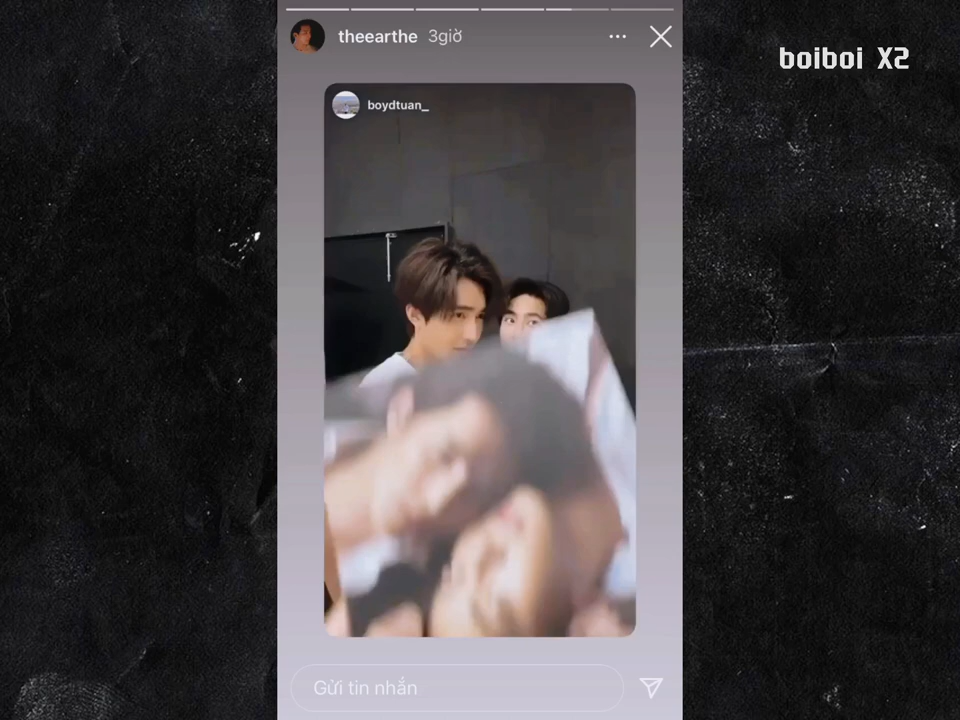 theearthe 3giờ
boiboi X2
boydtuan_
Gửi tin nhắn